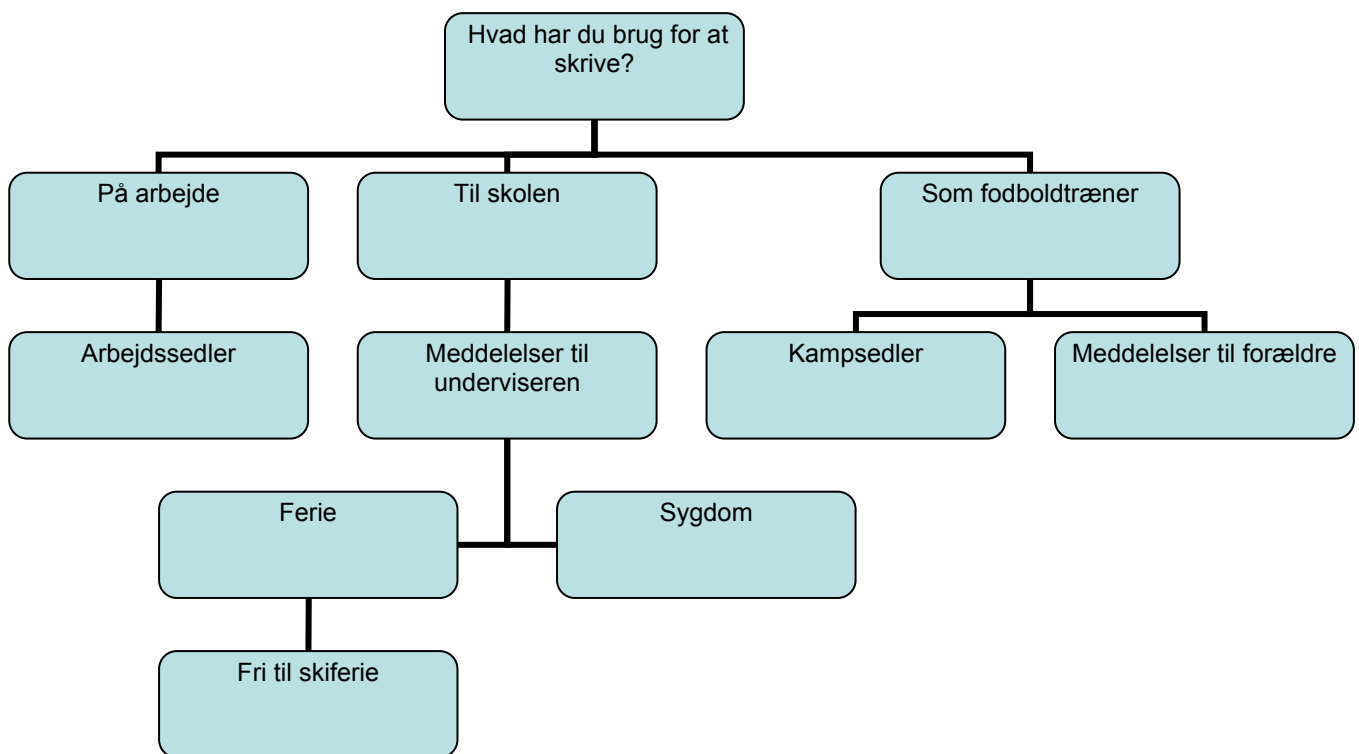 Hvad har du brug for at
skrive?
På arbejde
Til skolen
Som fodboldtræner
Arbejdssedler
Meddelelser til
underviseren
Kampsedler
Meddelelser til forældre
Ferie
Sygdom
Fri til skiferie